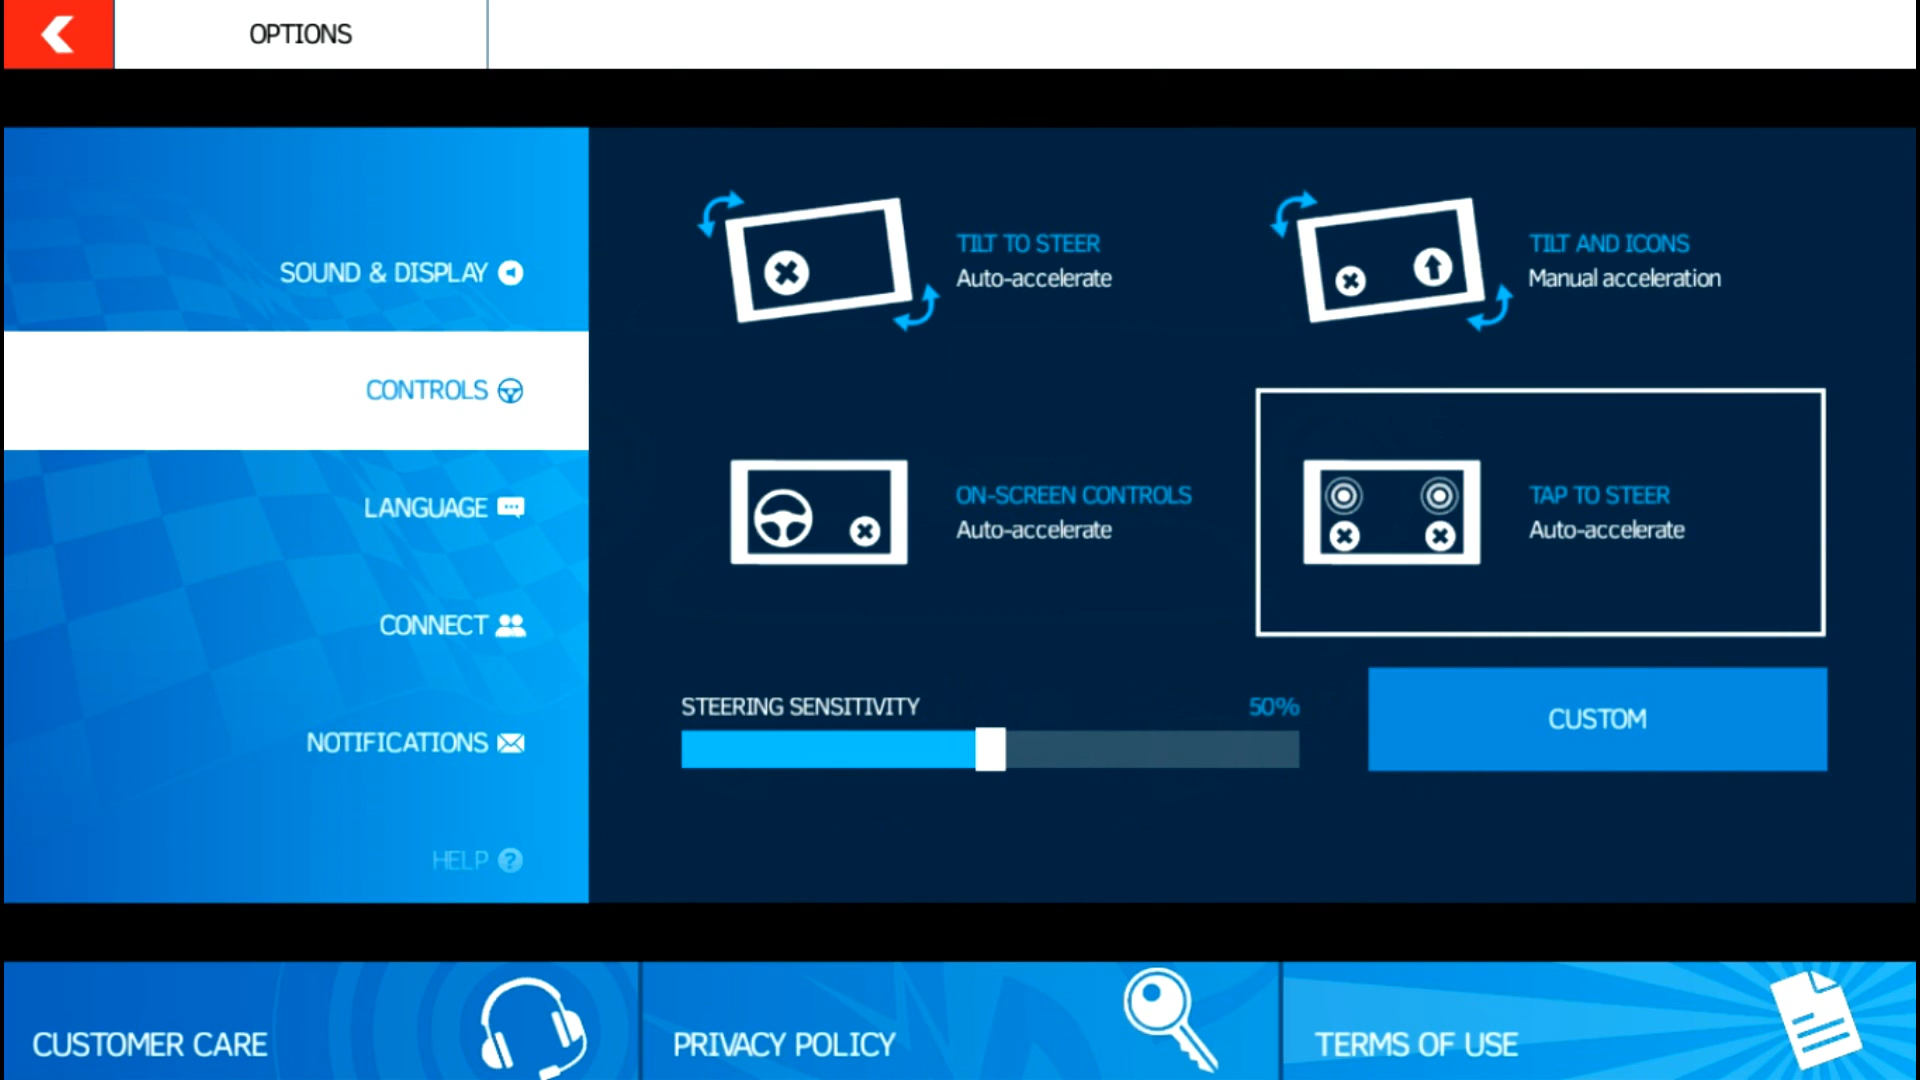 OPTIONS
SOUND & DISPLAY
CONTROLS
LANGUAGE
CONNECT
NOTIFICATIONS
HELP
TILT TO STEER
Auto-accelerate
TILT AND ICONS
Manual acceleration
ON-SCREEN CONTROLS
Auto-accelerate
TAP TO STEER
Auto-accelerate
STEERING SENSITIVITY 50%
CUSTOM
CUSTOMER CARE
PRIVACY POLICY
TERMS OF USE